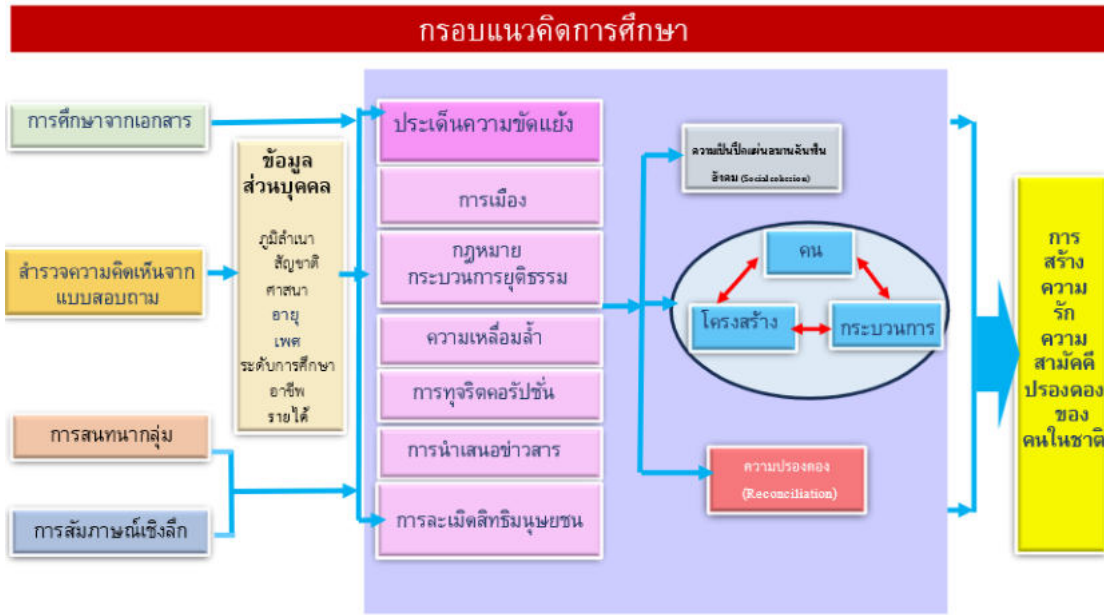 กรอบแนวคิดการศึกษา
การศึกษาจากเอกสาร
สำรวจความคิดเห็นจาก
แบบสอบถาม
การสนทนากลุ่ม
การสัมภาษณ์เชิงลึก
ข้อมูล
ส่วนบุคคล
ภูมิลำเนา
สัญชาติ
ศาสนา
อายุ
เพศ
ระดับการศึกษา
อาชีพ
รายได้
ประเด็นความขัดแย้ง
การเมือง
กฎหมาย
กระบวนการยุติธรรม
ความเหลื่อมล้ำ
การทุจริตคอรัปชั่น
การนำเสนอข่าวสาร
การละเมิดสิทธิมนุษยชน
(Social cohesion)
คน
โครงสร้าง
กระบวนการ
ความปรองดอง
(Reconciliation)
การ
สร้าง
ความ
รัก
ความ
สามัคคี
ปรองดอง
ของ
คนในชาติ